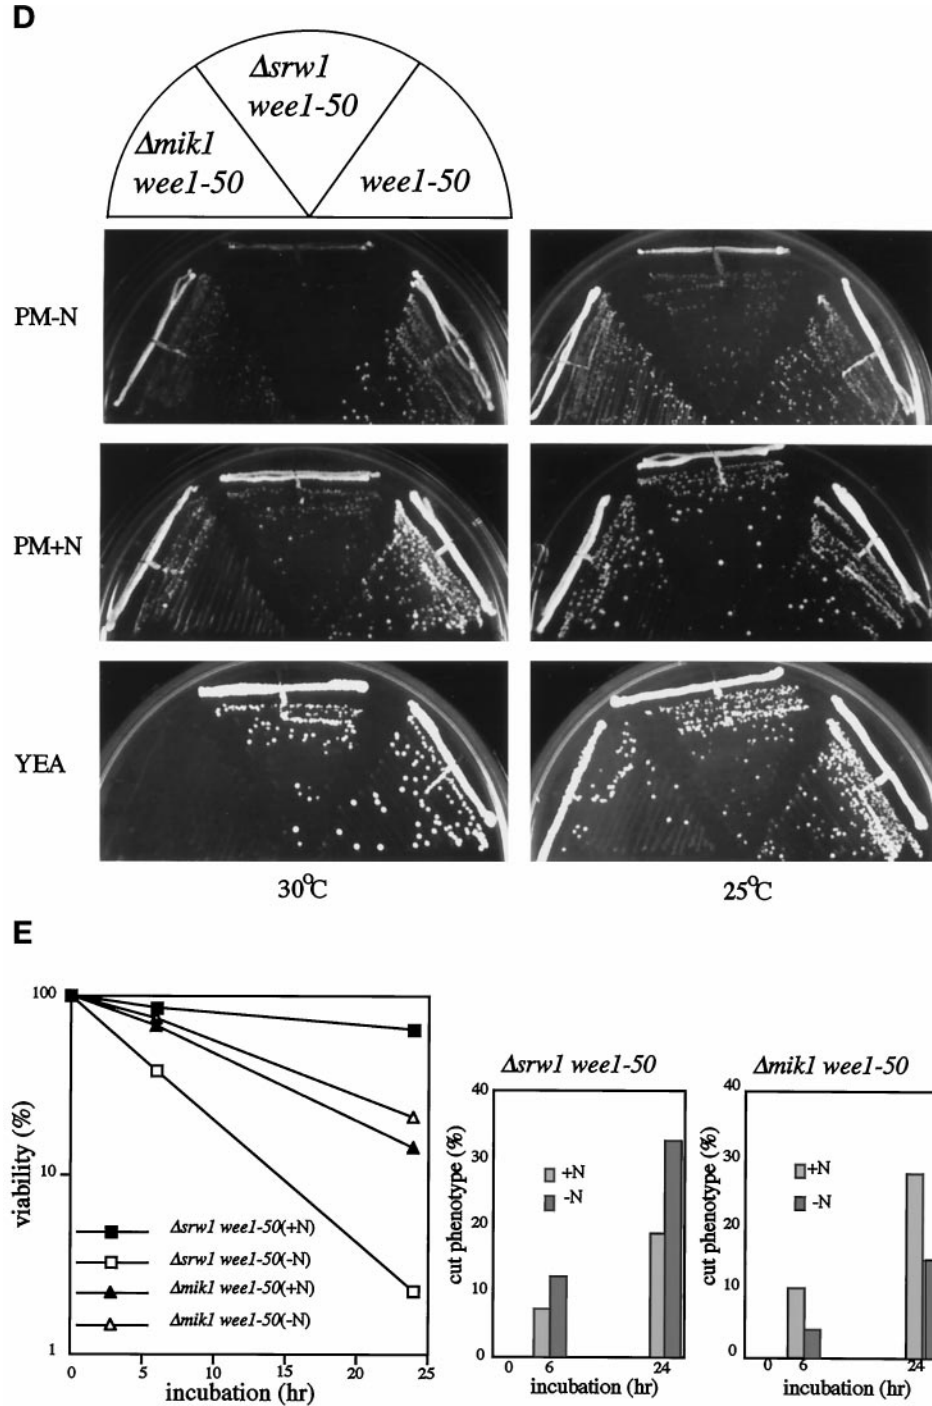 D
Δsrw1
wee1-50
Δmik1
wee1-50
wee1-50
PM-N
PM+N
YEA
30°C
25°C
E
Δsrw1 wee1-50
Δmik1 wee1-50
100
10
1
viability (%)
Δsrw1 wee1-50(+N)
Δsrw1 wee1-50(-N)
Δmik1 wee1-50(+N)
Δmik1 wee1-50(-N)
0 5 10 15 20 25
incubation (hr)
40
30
20
10
0
cut phenotype (%)
+N
-N
0 6 24
incubation (hr)
40
30
20
10
0
cut phenotype (%)
+N
-N
0 6 24
incubation (hr)